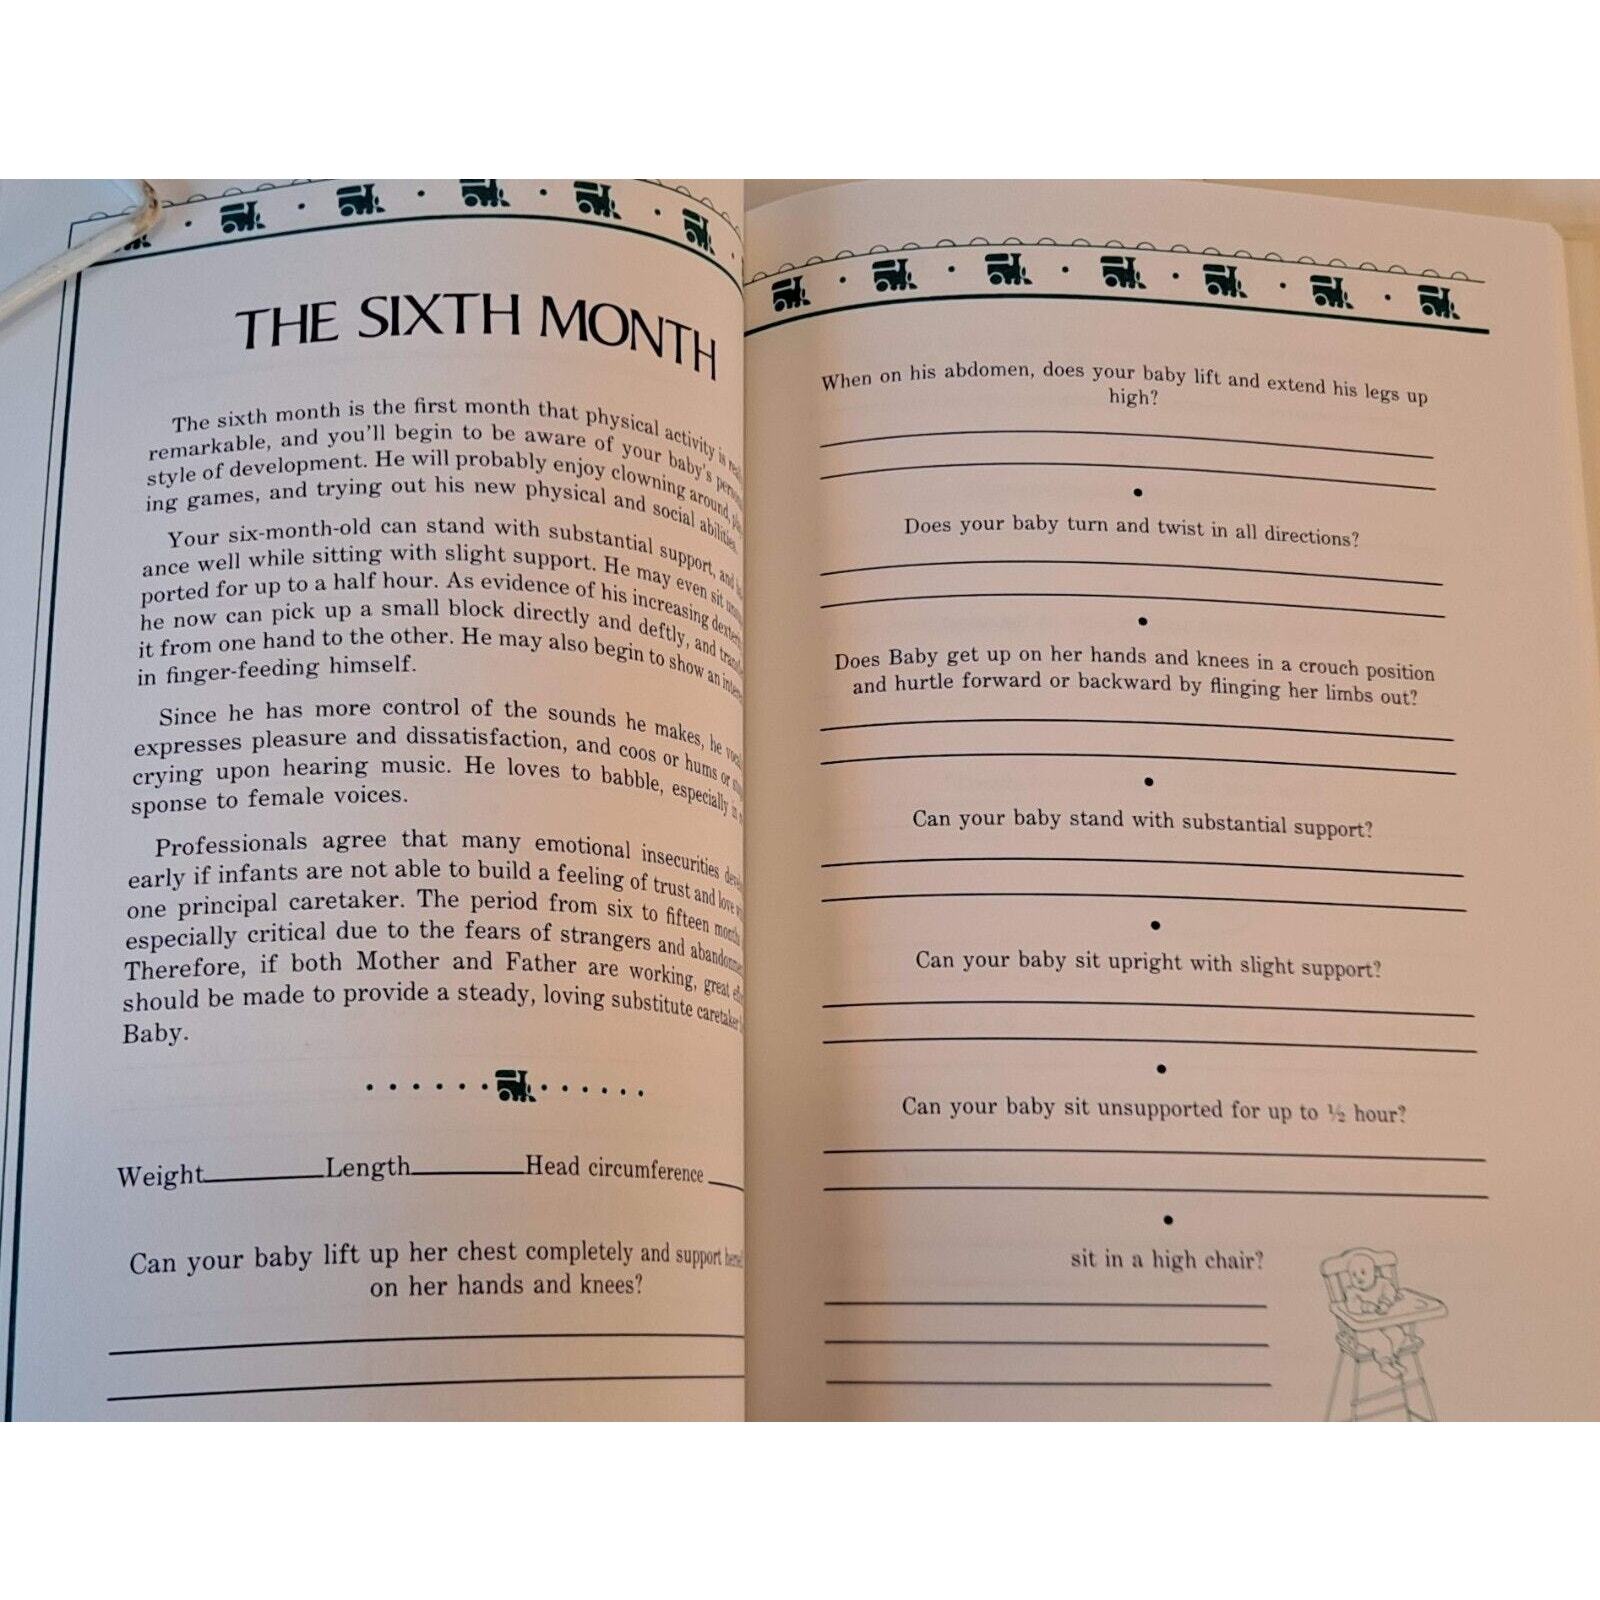 THE SIXTH MONTH
The sixth month is the first month that physical activity is
remarkable, and you'll begin to be aware of your baby's
style of development. He will probably enjoy clowning around,
ing games, and trying out his new physical and social abilities.
Your six-month-old can stand with substantial support, and
ance well while sitting with slight support. He may even sit
ported for up to a half hour. As evidence of his increasing
he now can pick up a small block directly and deftly, and
it from one hand to the other. He may also begin to show an
in finger-feeding himself.
Since he has more control of the sounds he makes, he
expresses pleasure and dissatisfaction, and coos or hums or
crying upon hearing music. He loves to babble, especially in
sponse to female voices.
Professionals agree that many emotional insecurities
early if infants are not able to build a feeling of trust and love
one principal caretaker. The period from six to fifteen months
especially critical due to the fears of strangers and
Therefore, if both Mother and Father are working, great
should be made to provide a steady, loving substitute caretaker
Baby.
Weight Length Head circumference
Can your baby lift up her chest completely and support
on her hands and knees?
When on his abdomen, does your baby lift and extend his legs up
high?
Does your baby turn and twist in all directions?
Does Baby get up on her hands and knees in a crouch position
and hurtle forward or backward by flinging her limbs out?
Can your baby stand with substantial support?
Can your baby sit upright with slight support?
Can your baby sit unsupported for up to ½ hour?
sit in a high chair?